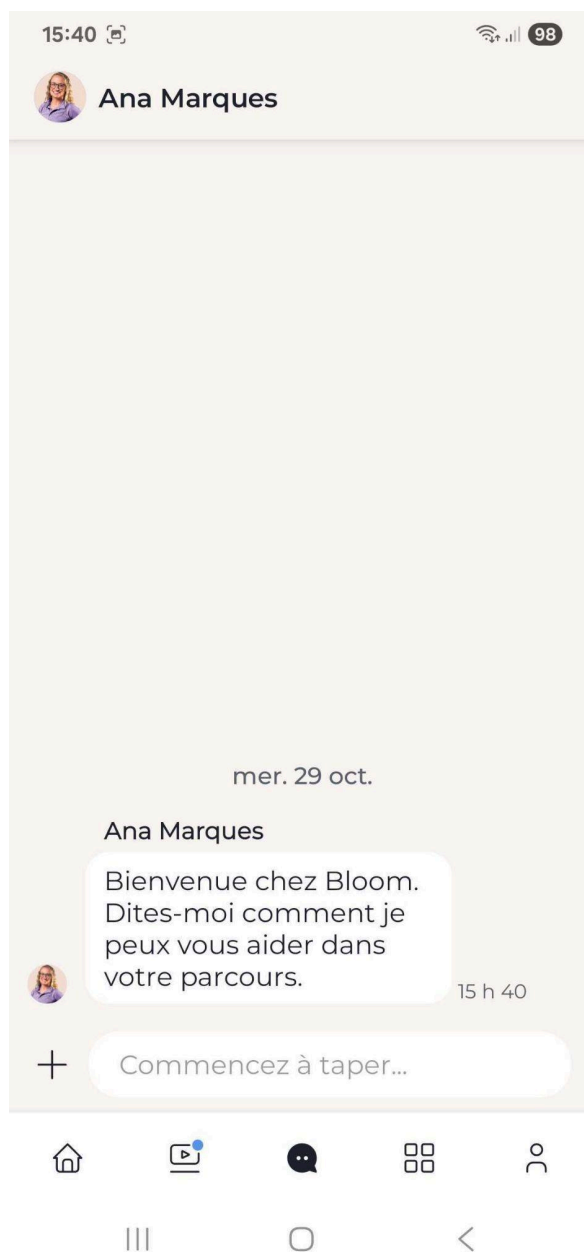 15:40
98
Ana Marques
mer. 29 oct.
Ana Marques
Bienvenue chez Bloom.
Dites-moi comment je
peux vous aider dans
votre parcours.
15 h 40
Commencez à taper...